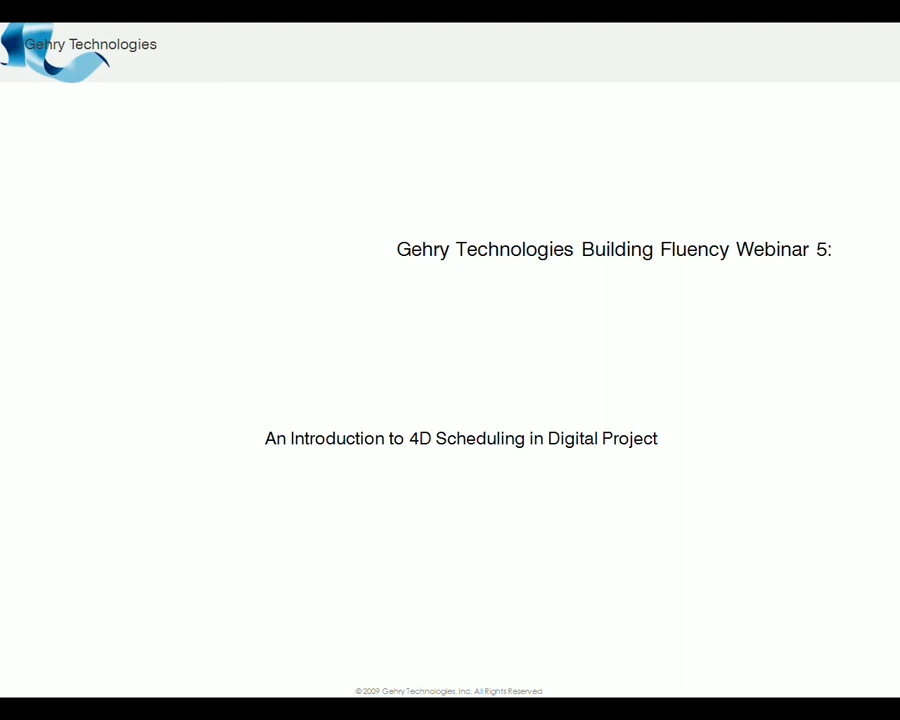 Gehry Technologies
Gehry Technologies Building Fluency Webinar 5:
An Introduction to 4D Scheduling in Digital Project
© 2009 Gehry Technologies, Inc. All Rights Reserved